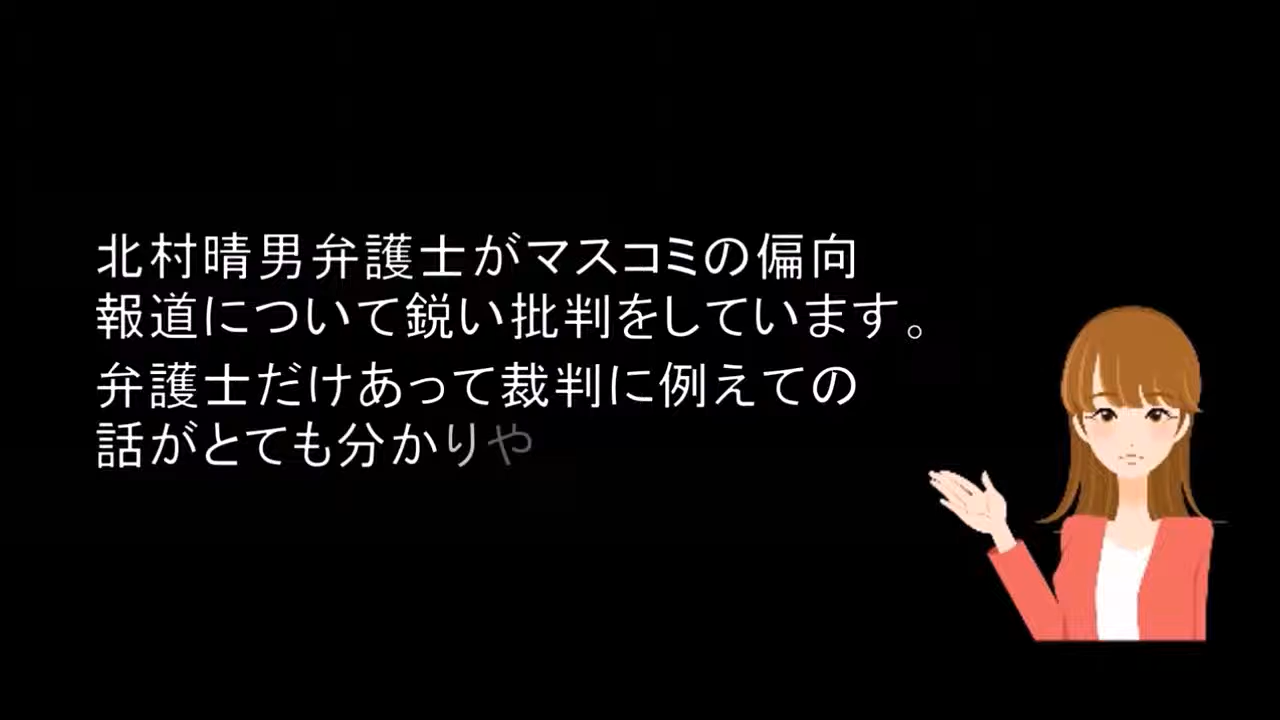 北村晴男弁護士がマスコミの偏向
報道について鋭い批判をしています。
弁護士だけあって裁判に例えての
話がとても分かりや